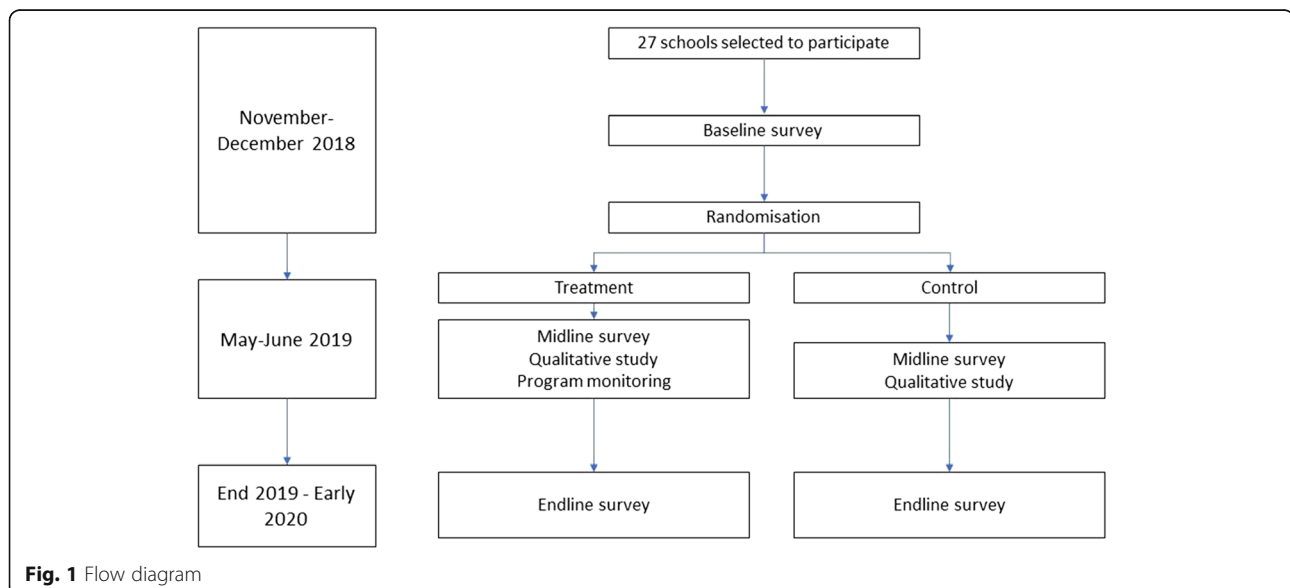 November-
December 2018
May-June 2019
End 2019 - Early
2020
27 schools selected to participate
Baseline survey
Randomisation
Treatment
Control
Midline survey
Qualitative study
Program monitoring
Midline survey
Qualitative study
Endline survey
Endline survey
Fig. 1 Flow diagram